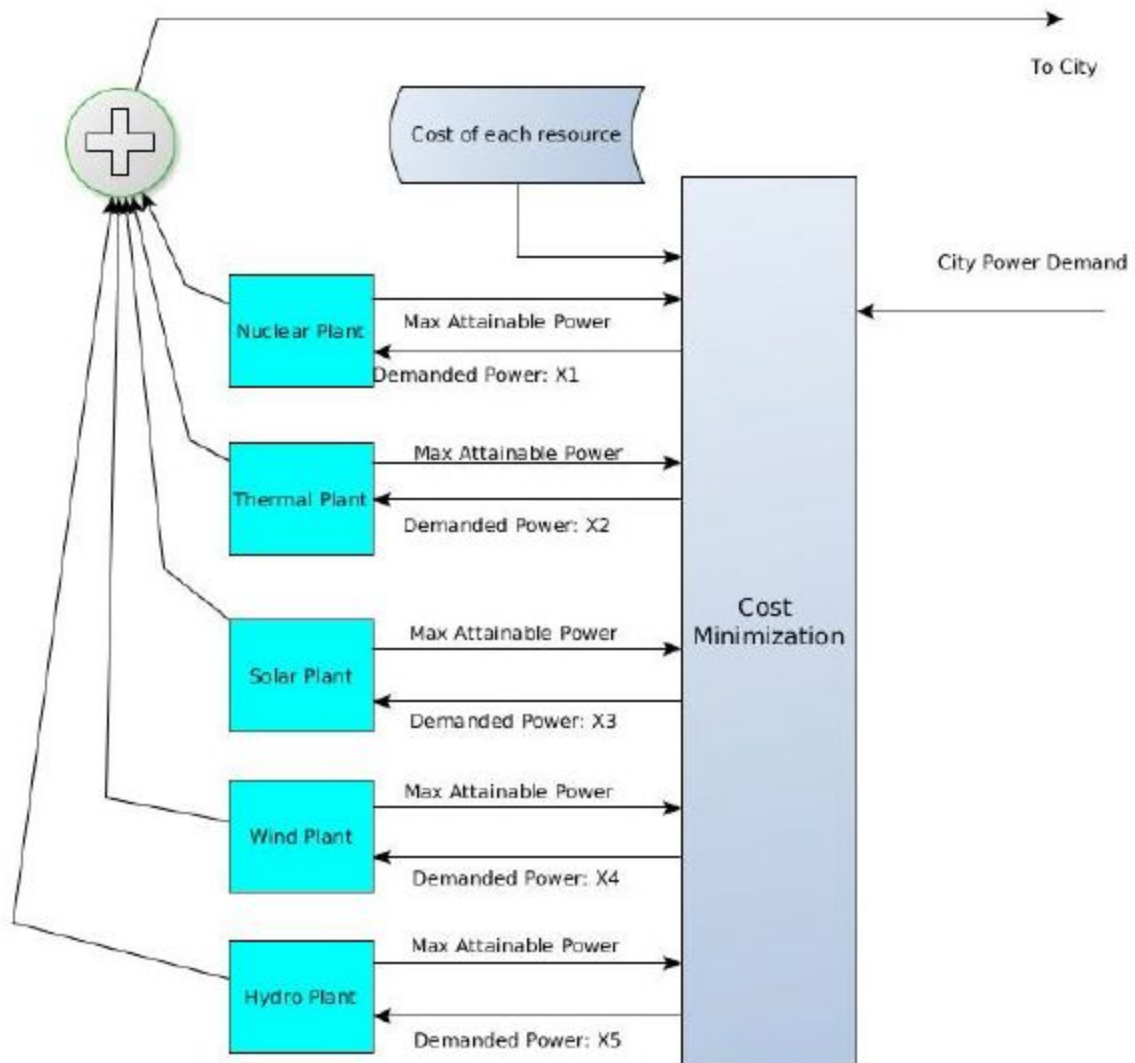 To City
Cost of each resource
City Power Demand
Nuclear Plant
Max Attainable Power
Demanded Power: X1
Thermal Plant
Max Attainable Power
Demanded Power: X2
Cost
Minimization
Solar Plant
Max Attainable Power
Demanded Power: X3
Wind Plant
Max Attainable Power
Demanded Power: X4
Hydro Plant
Max Attainable Power
Demanded Power: X5